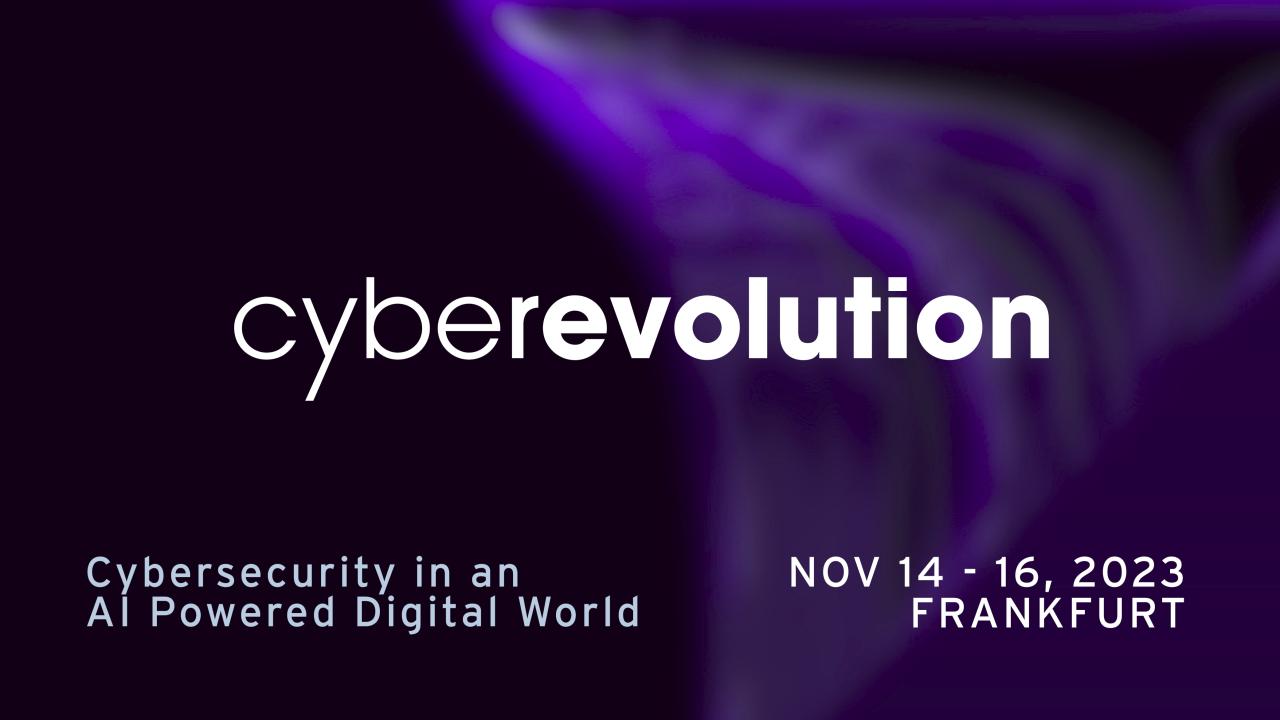 cyberevolution
Cybersecurity in an
AI Powered Digital World
NOV 14 - 16, 2023
FRANKFURT